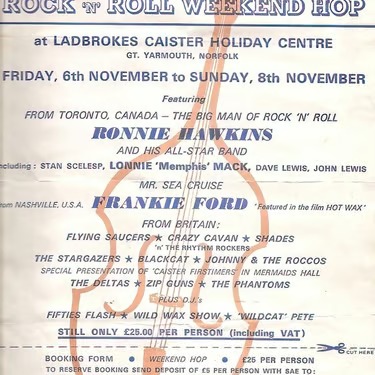 ROCK 'N' ROLL WEEKEND HOP
at LADBROKES CAISTER HOLIDAY CENTRE
GT. YARMOUTH, NORFOLK
FRIDAY, 6th NOVEMBER to SUNDAY, 8th NOVEMBER
Featuring
FROM TORONTO, CANADA – THE BIG MAN OF ROCK 'N' ROLL
RONNIE HAWKINS
AND HIS ALL-STAR BAND
including : STAN SCELESP, LONNIE 'Memphis' MACK, DAVE LEWIS, JOHN LEWIS
MR. SEA CRUISE
from NASHVILLE, U.S.A. FRANKIE FORD "Featured in the film HOT WAX"
FROM BRITAIN:
FLYING SAUCERS ★ CRAZY CAVAN ★ SHADES
'n' THE RHYTHM ROCKERS
THE STARGAZERS ★ BLACKCAT ★ JOHNNY & THE ROCCOS
SPECIAL PRESENTATION OF 'CAISTER FIRSTIMERS' IN MERMAIDS HALL
THE DELTAS ★ ZIP GUNS ★ THE PHANTOMS
PLUS D.J.'s
FIFTIES FLASH ★ WILD WAX SHOW ★ 'WILDCAT' PETE
STILL ONLY £25.00 PER PERSON (including VAT)
CUT HERE
BOOKING FORM • WEEKEND HOP • £25 PER PERSON
TO RESERVE BOOKING SEND DEPOSIT OF £5 PER PERSON WITH SAE TO: